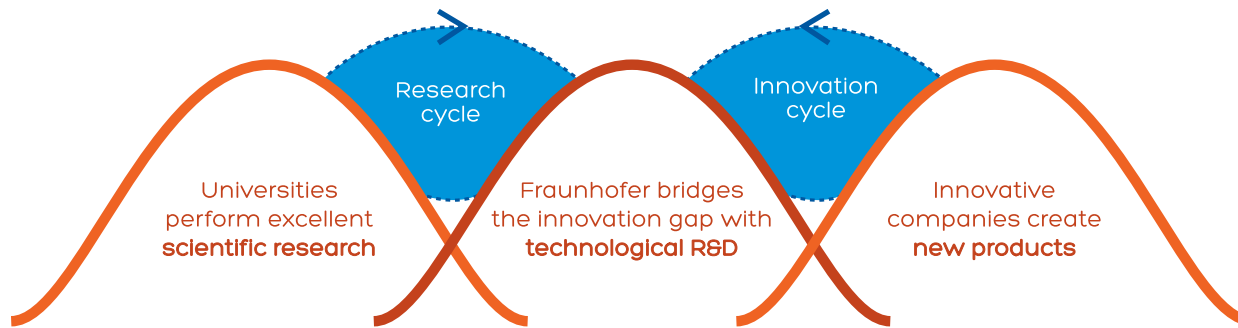 Research
cycle
Innovation
cycle
Universities
perform excellent
scientific research
Fraunhofer bridges
the innovation gap with
technological R&D
Innovative
companies create
new products